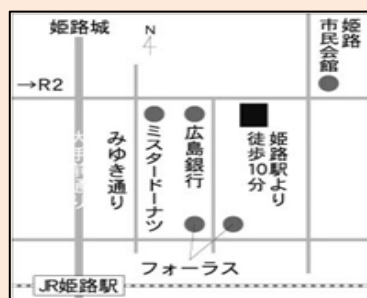 姫路城
N
姫路
市民会館
→R2
大手前通り
みゆき通り
ミスタードーナツ
広島銀行
姫路駅より
徒歩10分
フォーラス
JR姫路駅